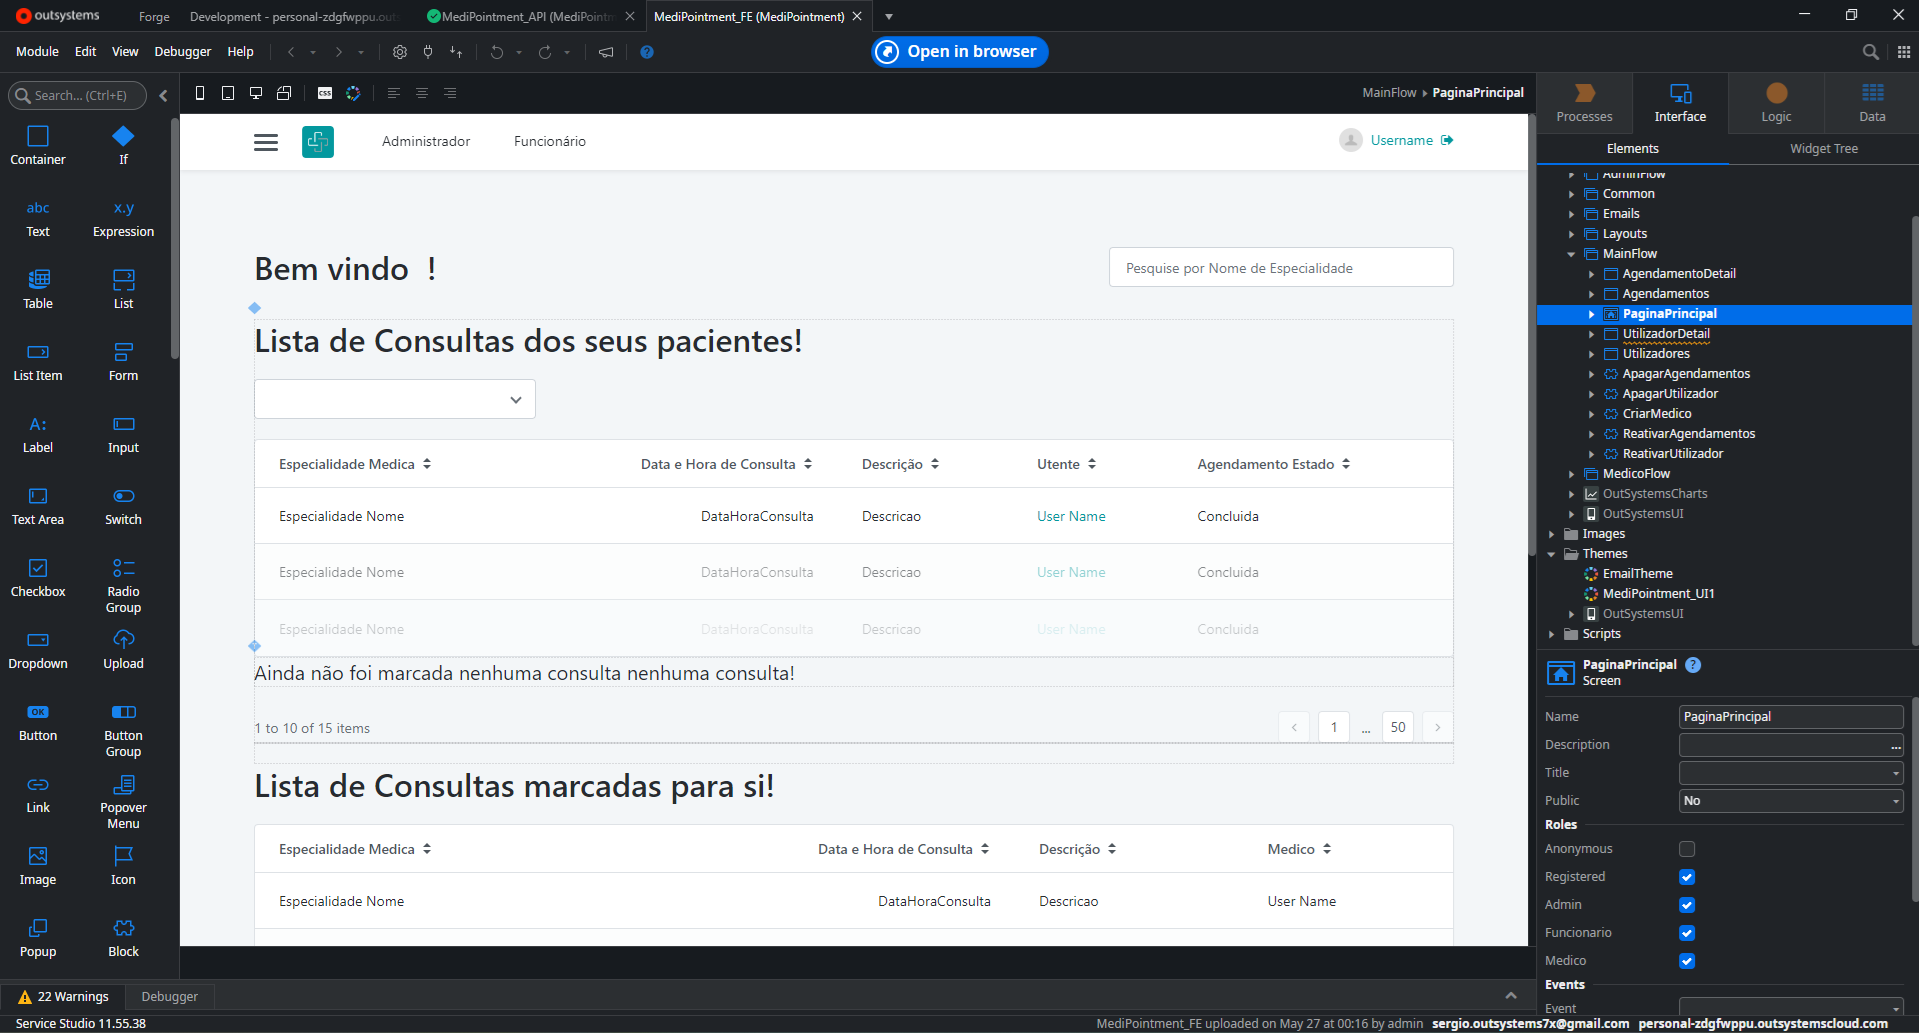 outsystems
Forge
Development - personal-zdgfwppu.out
MediPointment_API (MediPointm
MediPointment_FE (MediPointment)
Module Edit View Debugger Help
Open in browser
Search... (Ctrl+E)
CSS
MainFlow PaginaPrincipal
Processes Interface Logic Data
Elements Widget Tree
Container If
Text Expression
abc x.y
Table List
List Item Form
A:
Label Input
Text Area Switch
Checkbox Radio Group
Dropdown Upload
OK
Button Button Group
Link Popover Menu
Image Icon
Popup Block
Administrador Funcionário Username
Bem vindo !
Pesquise por Nome de Especialidade
Lista de Consultas dos seus pacientes!
Especialidade Medica Data e Hora de Consulta Descrição Utente Agendamento Estado
Especialidade Nome DataHoraConsulta Descricao User Name Concluida
Especialidade Nome DataHoraConsulta Descricao User Name Concluida
Especialidade Nome DataHoraConsulta Descricao User Name Concluida
Ainda não foi marcada nenhuma consulta nenhuma consulta!
1 to 10 of 15 items < 1 ... 50 >
Lista de Consultas marcadas para si!
Especialidade Medica Data e Hora de Consulta Descrição Medico
Especialidade Nome DataHoraConsulta Descricao User Name
AdminFlow
Common
Emails
Layouts
MainFlow
AgendamentoDetail
Agendamentos
PaginaPrincipal
UtilizadorDetail
Utilizadores
ApagarAgendamentos
ApagarUtilizador
CriarMedico
ReativarAgendamentos
ReativarUtilizador
MedicoFlow
OutSystemsCharts
OutSystemsUI
Images
Themes
EmailTheme
MediPointment_UI1
OutSystemsUI
Scripts
PaginaPrincipal ?
Screen
Name PaginaPrincipal
Description ...
Title
Public No
Roles
Anonymous
Registered
Admin
Funcionario
Medico
Events
Event
22 Warnings Debugger
Service Studio 11.55.38
MediPointment_FE uploaded on May 27 at 00:16 by admin sergio.outsystems7x@gmail.com personal-zdgfwppu.outsystemscloud.com